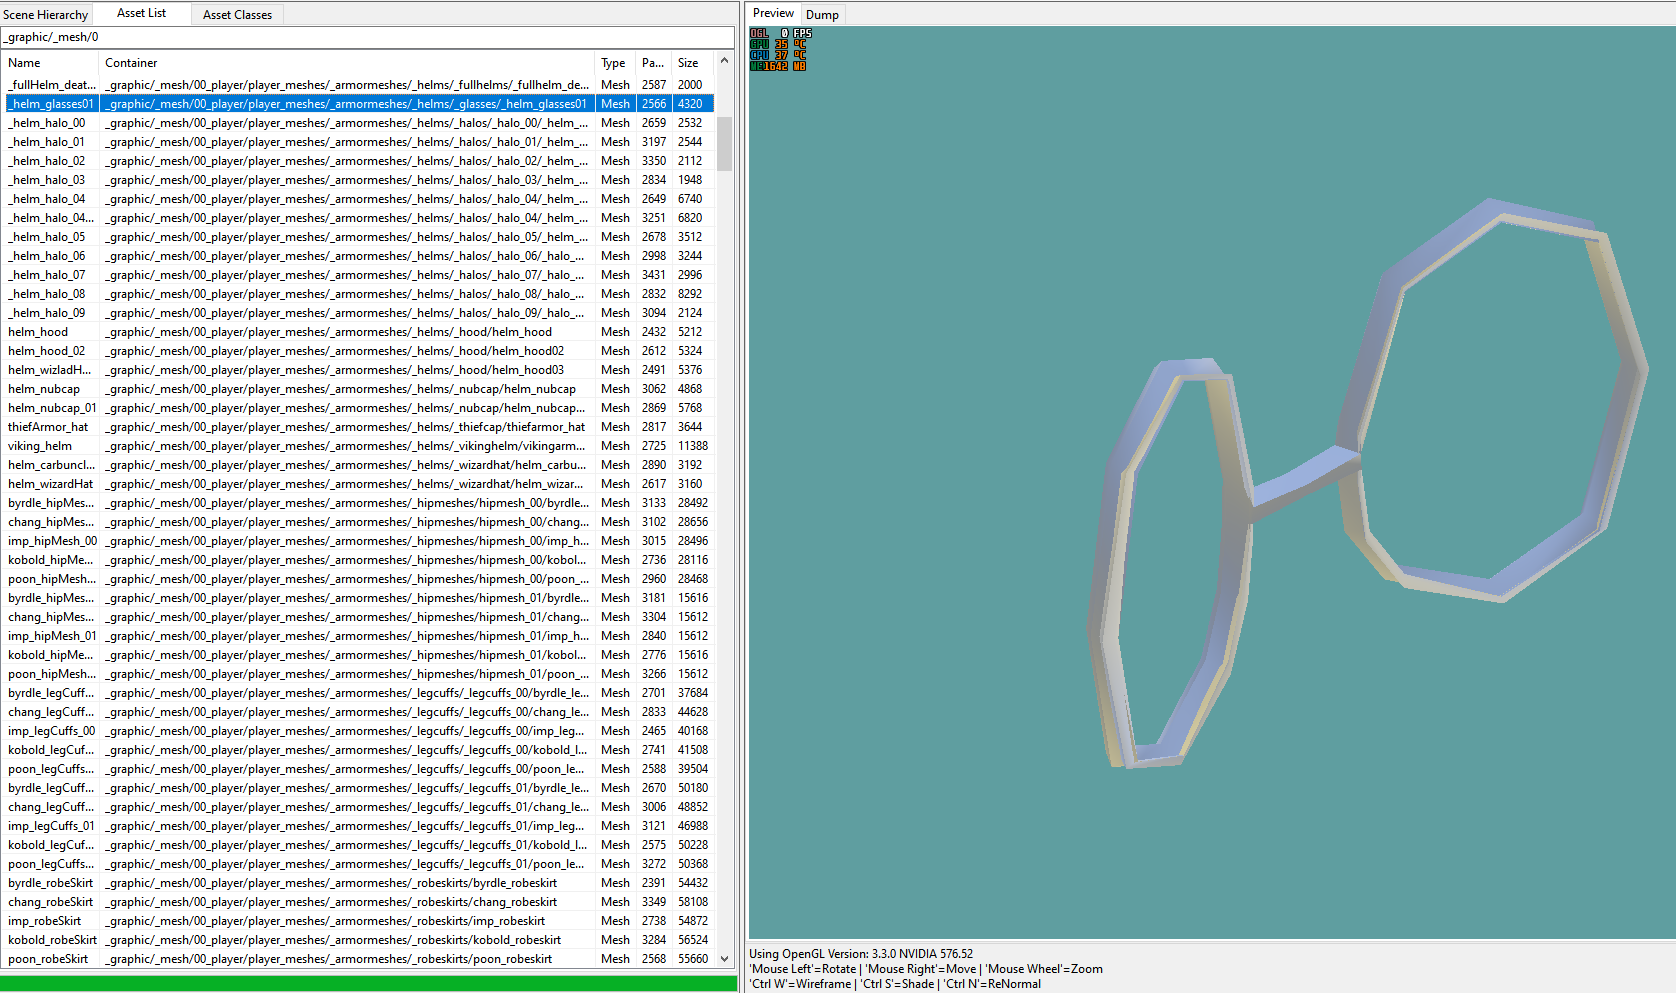 Scene Hierarchy Asset List Asset Classes
_graphic/_mesh/0
Name Container Type Pa... Size
_fullHelm_deat... _graphic/_mesh/00_player/player_meshes/_armormeshes/_helms/_fullhelms/_fullhelm_de... Mesh 2587 2000
_helm_glasses01 _graphic/_mesh/00_player/player_meshes/_armormeshes/_helms/_glasses/_helm_glasses01 Mesh 2566 4320
_helm_halo_00 _graphic/_mesh/00_player/player_meshes/_armormeshes/_helms/_halos/_halo_00/_helm_... Mesh 2659 2532
_helm_halo_01 _graphic/_mesh/00_player/player_meshes/_armormeshes/_helms/_halos/_halo_01/_helm_... Mesh 3197 2544
_helm_halo_02 _graphic/_mesh/00_player/player_meshes/_armormeshes/_helms/_halos/_halo_02/_helm_... Mesh 3350 2112
_helm_halo_03 _graphic/_mesh/00_player/player_meshes/_armormeshes/_helms/_halos/_halo_03/_helm_... Mesh 2834 1948
_helm_halo_04 _graphic/_mesh/00_player/player_meshes/_armormeshes/_helms/_halos/_halo_04/_helm_... Mesh 2649 6740
_helm_halo_04... _graphic/_mesh/00_player/player_meshes/_armormeshes/_helms/_halos/_halo_04/_helm_... Mesh 3251 6820
_helm_halo_05 _graphic/_mesh/00_player/player_meshes/_armormeshes/_helms/_halos/_halo_05/_helm_... Mesh 2678 3512
_helm_halo_06 _graphic/_mesh/00_player/player_meshes/_armormeshes/_helms/_halos/_halo_06/_halo_... Mesh 2998 3244
_helm_halo_07 _graphic/_mesh/00_player/player_meshes/_armormeshes/_helms/_halos/_halo_07/_halo_... Mesh 3431 2996
_helm_halo_08 _graphic/_mesh/00_player/player_meshes/_armormeshes/_helms/_halos/_halo_08/_halo_... Mesh 2832 8292
_helm_halo_09 _graphic/_mesh/00_player/player_meshes/_armormeshes/_helms/_halos/_halo_09/_halo_... Mesh 3094 2124
helm_hood _graphic/_mesh/00_player/player_meshes/_armormeshes/_helms/_hood/helm_hood Mesh 2432 5212
helm_hood_02 _graphic/_mesh/00_player/player_meshes/_armormeshes/_helms/_hood/helm_hood02 Mesh 2612 5324
helm_wizladH... _graphic/_mesh/00_player/player_meshes/_armormeshes/_helms/_hood/helm_hood03 Mesh 2491 5376
helm_nubcap _graphic/_mesh/00_player/player_meshes/_armormeshes/_helms/_nubcap/helm_nubcap Mesh 3062 4868
helm_nubcap_01 _graphic/_mesh/00_player/player_meshes/_armormeshes/_helms/_nubcap/helm_nubcap... Mesh 2869 5768
thiefArmor_hat _graphic/_mesh/00_player/player_meshes/_armormeshes/_helms/_thiefcap/thiefarmor_hat Mesh 2817 3644
viking_helm _graphic/_mesh/00_player/player_meshes/_armormeshes/_helms/_vikinghelm/vikingarm... Mesh 2725 11388
helm_carbuncl... _graphic/_mesh/00_player/player_meshes/_armormeshes/_helms/_wizardhat/helm_carbu... Mesh 2890 3192
helm_wizardHat _graphic/_mesh/00_player/player_meshes/_armormeshes/_helms/_wizardhat/helm_wizar... Mesh 2617 3160
byrdle_hipMes... _graphic/_mesh/00_player/player_meshes/_armormeshes/_hipmeshes/hipmesh_00/byrdle... Mesh 3133 28492
chang_hipMes... _graphic/_mesh/00_player/player_meshes/_armormeshes/_hipmeshes/hipmesh_00/chang... Mesh 3102 28656
imp_hipMesh_00 _graphic/_mesh/00_player/player_meshes/_armormeshes/_hipmeshes/hipmesh_00/imp_h... Mesh 3015 28496
kobold_hipMe... _graphic/_mesh/00_player/player_meshes/_armormeshes/_hipmeshes/hipmesh_00/kobol... Mesh 2736 28116
poon_hipMesh... _graphic/_mesh/00_player/player_meshes/_armormeshes/_hipmeshes/hipmesh_00/poon_... Mesh 2960 28468
byrdle_hipMes... _graphic/_mesh/00_player/player_meshes/_armormeshes/_hipmeshes/hipmesh_01/byrdle... Mesh 3181 15616
chang_hipMes... _graphic/_mesh/00_player/player_meshes/_armormeshes/_hipmeshes/hipmesh_01/chang... Mesh 3304 15612
imp_hipMesh_01 _graphic/_mesh/00_player/player_meshes/_armormeshes/_hipmeshes/hipmesh_01/imp_h... Mesh 2840 15612
kobold_hipMe... _graphic/_mesh/00_player/player_meshes/_armormeshes/_hipmeshes/hipmesh_01/kobol... Mesh 2776 15616
poon_hipMesh... _graphic/_mesh/00_player/player_meshes/_armormeshes/_hipmeshes/hipmesh_01/poon_... Mesh 3266 15612
byrdle_legCuff... _graphic/_mesh/00_player/player_meshes/_armormeshes/_legcuffs/_legcuffs_00/byrdle_le... Mesh 2701 37684
chang_legCuff... _graphic/_mesh/00_player/player_meshes/_armormeshes/_legcuffs/_legcuffs_00/chang_le... Mesh 2833 44628
imp_legCuffs_00 _graphic/_mesh/00_player/player_meshes/_armormeshes/_legcuffs/_legcuffs_00/imp_leg... Mesh 2465 40168
kobold_legCuf... _graphic/_mesh/00_player/player_meshes/_armormeshes/_legcuffs/_legcuffs_00/kobold_l... Mesh 2741 41508
poon_legCuffs... _graphic/_mesh/00_player/player_meshes/_armormeshes/_legcuffs/_legcuffs_00/poon_le... Mesh 2588 39504
byrdle_legCuff... _graphic/_mesh/00_player/player_meshes/_armormeshes/_legcuffs/_legcuffs_01/byrdle_le... Mesh 2670 50180
chang_legCuff... _graphic/_mesh/00_player/player_meshes/_armormeshes/_legcuffs/_legcuffs_01/chang_le... Mesh 3006 48852
imp_legCuffs_01 _graphic/_mesh/00_player/player_meshes/_armormeshes/_legcuffs/_legcuffs_01/imp_leg... Mesh 3121 46988
kobold_legCuf... _graphic/_mesh/00_player/player_meshes/_armormeshes/_legcuffs/_legcuffs_01/kobold_l... Mesh 2575 50228
poon_legCuffs... _graphic/_mesh/00_player/player_meshes/_armormeshes/_legcuffs/_legcuffs_01/poon_le... Mesh 3272 50368
byrdle_robeSkirt _graphic/_mesh/00_player/player_meshes/_armormeshes/_robeskirts/byrdle_robeskirt Mesh 2391 54432
chang_robeSkirt _graphic/_mesh/00_player/player_meshes/_armormeshes/_robeskirts/chang_robeskirt Mesh 3349 58108
imp_robeSkirt _graphic/_mesh/00_player/player_meshes/_armormeshes/_robeskirts/imp_robeskirt Mesh 2738 54872
kobold_robeSkirt _graphic/_mesh/00_player/player_meshes/_armormeshes/_robeskirts/kobold_robeskirt Mesh 3284 56524
poon_robeSkirt _graphic/_mesh/00_player/player_meshes/_armormeshes/_robeskirts/poon_robeskirt Mesh 2568 55660
Preview Dump
OGL 0 FPS
GPU 35 °C
CPU 37 °C
1642 MB
Using OpenGL Version: 3.3.0 NVIDIA 576.52
'Mouse Left'=Rotate | 'Mouse Right'=Move | 'Mouse Wheel'=Zoom
'Ctrl W'=Wireframe | 'Ctrl S'=Shade | 'Ctrl N'=ReNormal